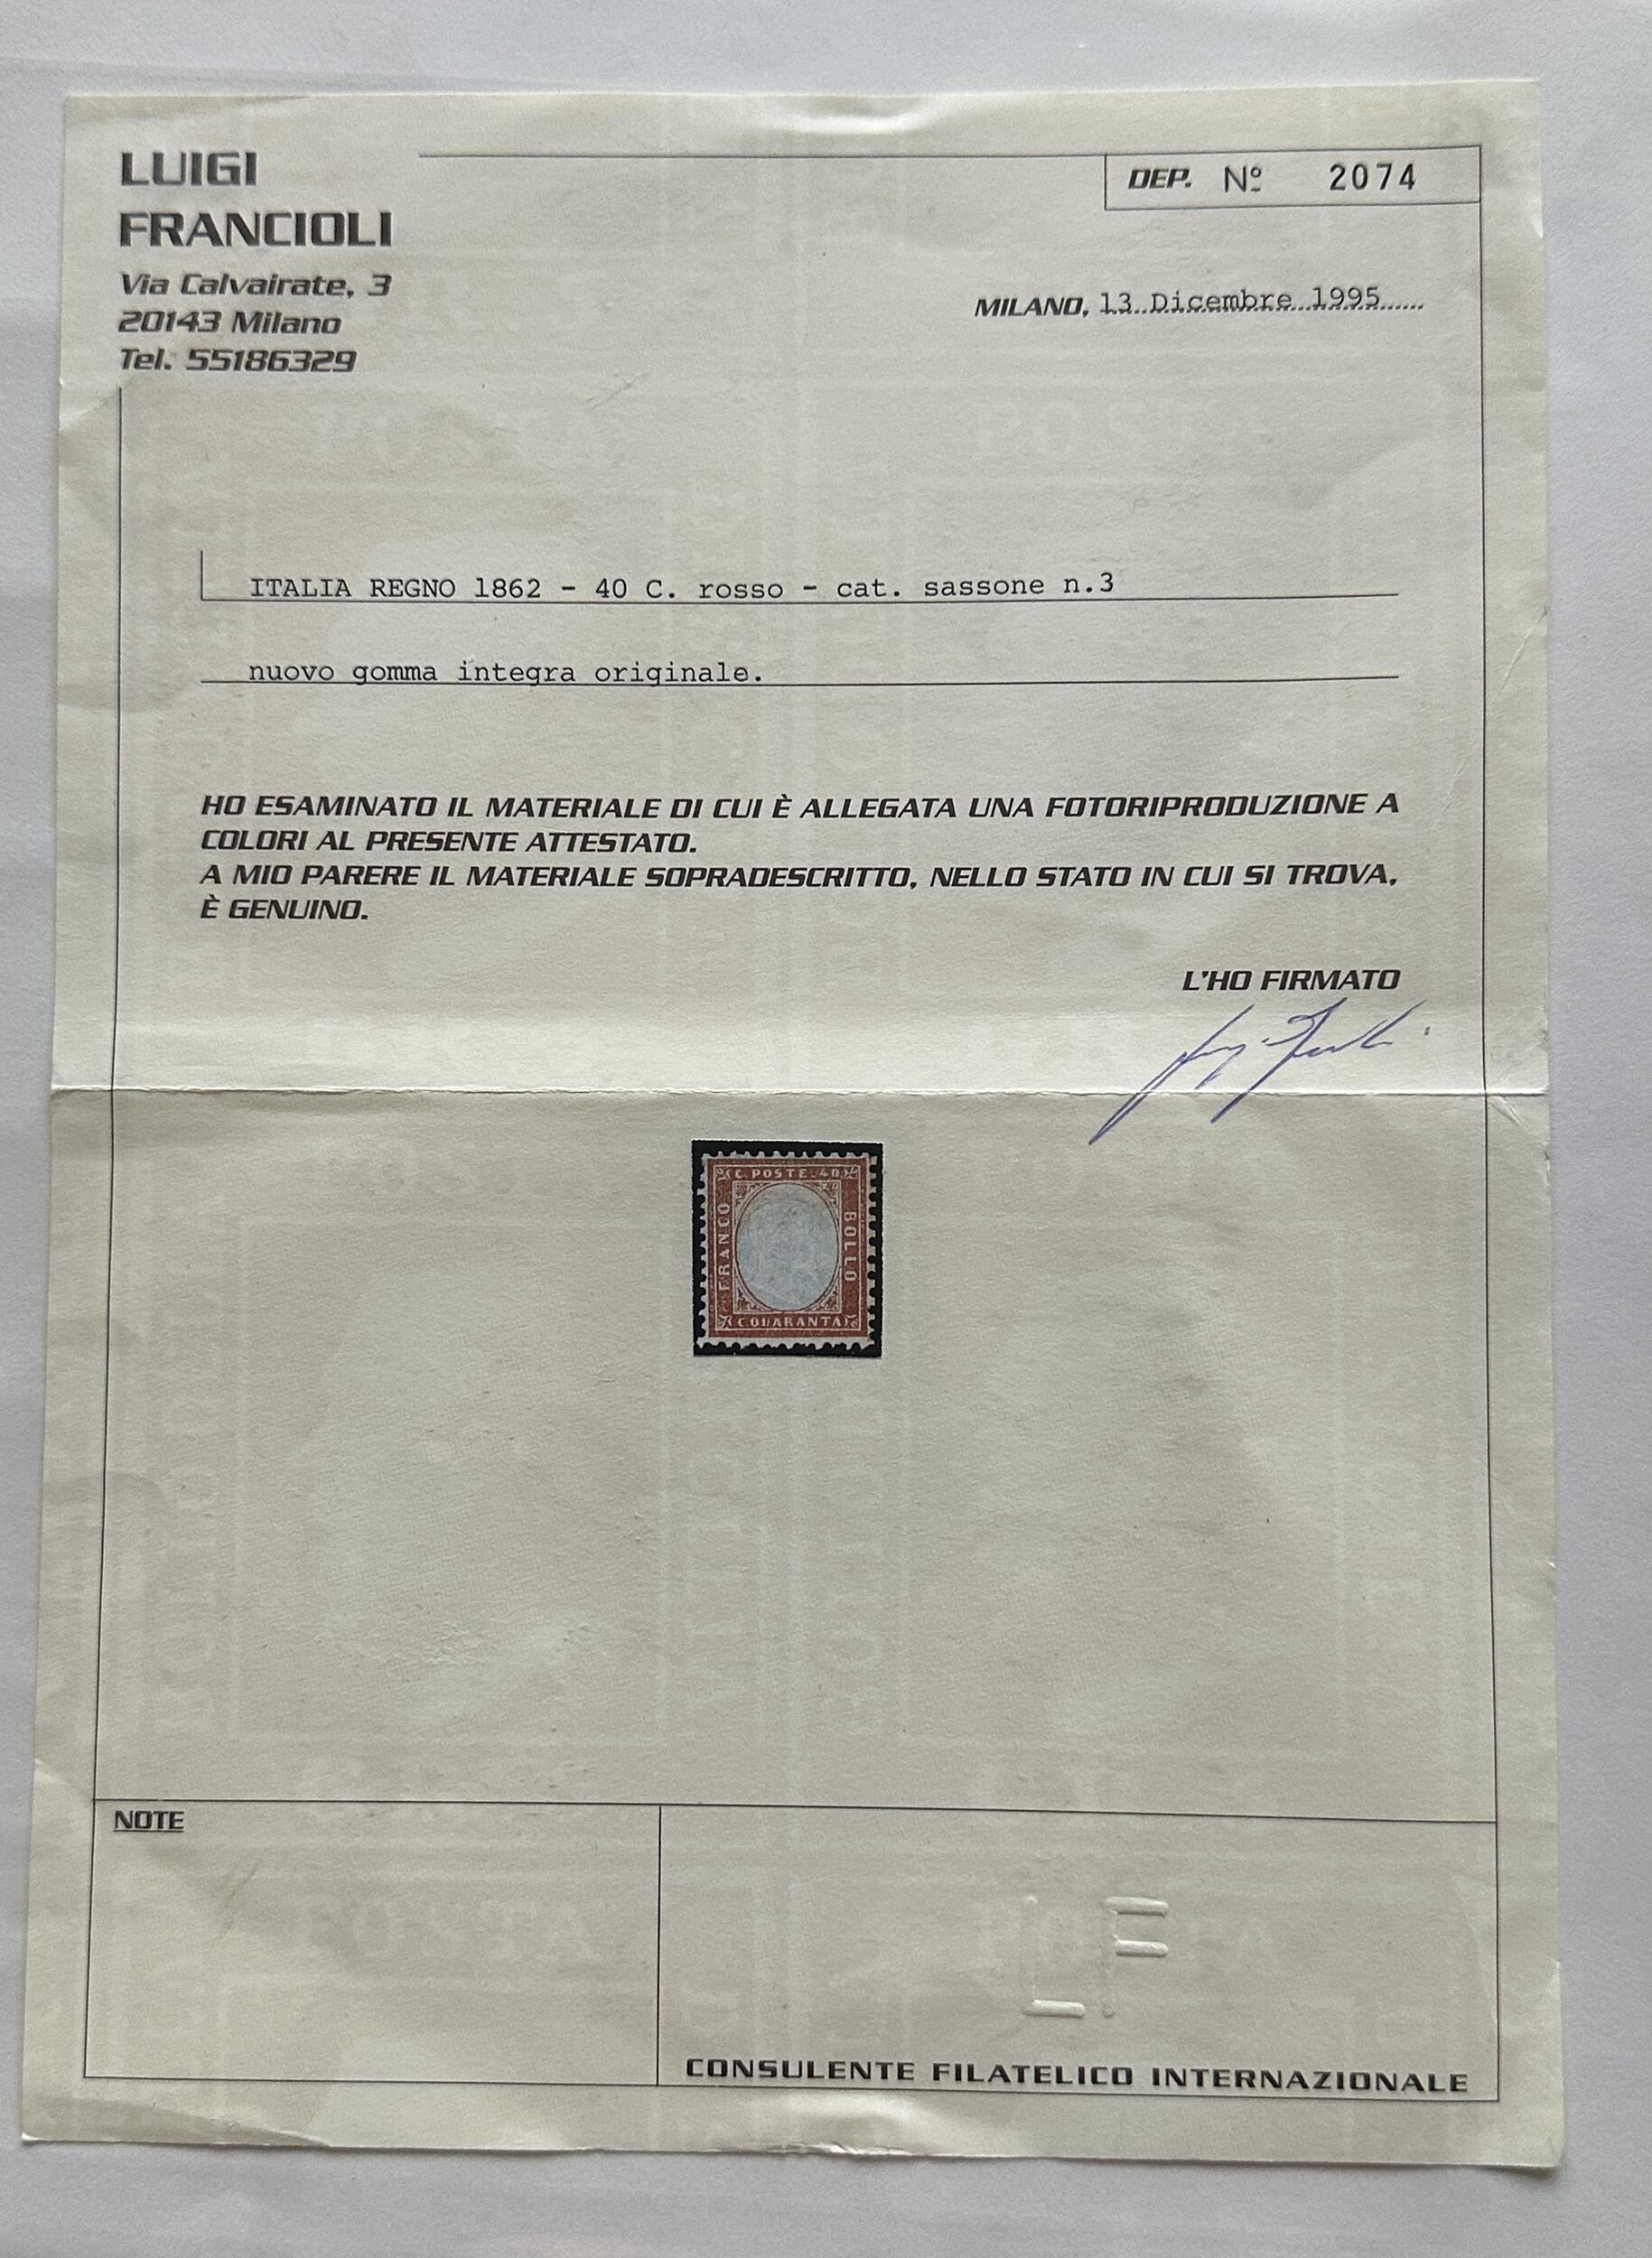 LUIGI
FRANCIOLI
Via Calvairate, 3
20143 Milano
Tel. 55186329
DEP. Nº 2074
MILANO, 13 Dicembre 1995
ITALIA REGNO 1862 - 40 C. rosso - cat. sassone n.3
nuovo gomma integra originale.
HO ESAMINATO IL MATERIALE DI CUI È ALLEGATA UNA FOTORIPRODUZIONE A
COLORI AL PRESENTE ATTESTATO.
A MIO PARERE IL MATERIALE SOPRADESCRITTO, NELLO STATO IN CUI SI TROVA,
È GENUINO.
L'HO FIRMATO
C. POSTE 40
FRANCO
BOLLO
C QUARANTA
NOTE
LF
CONSULENTE FILATELICO INTERNAZIONALE